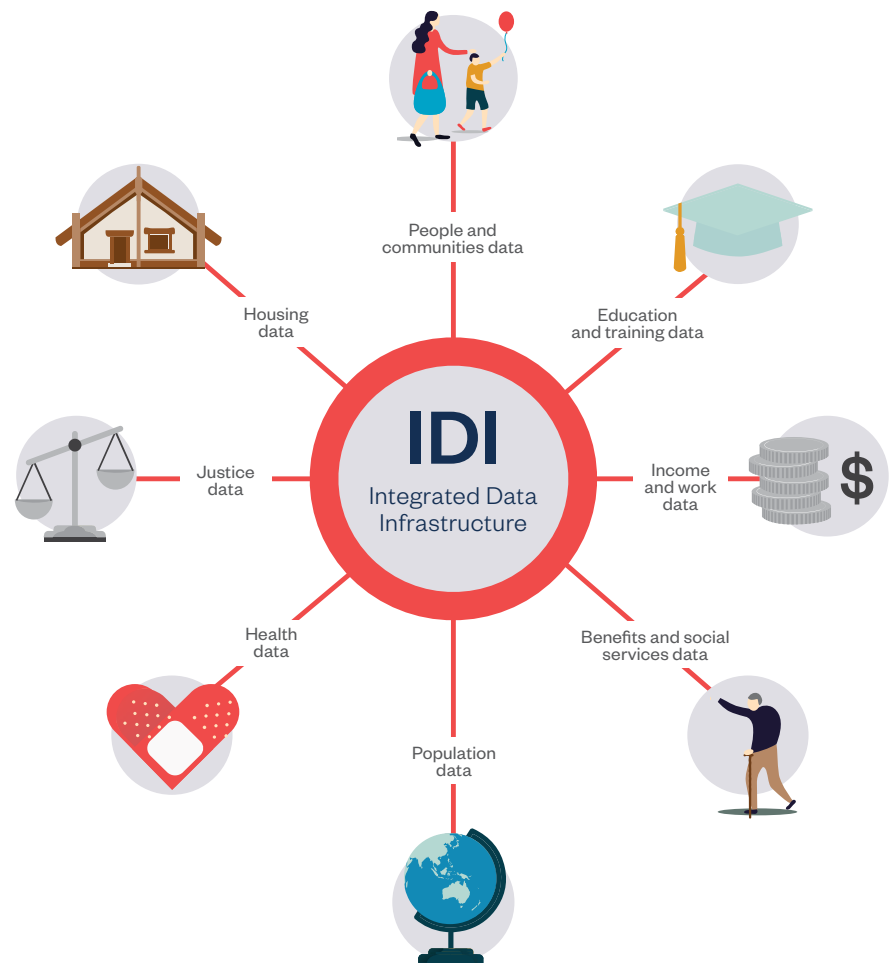 People and
communities data
Housing
data
Education
and training data
IDI
Integrated Data
Infrastructure
Justice
data
Income
and work
data
$
Health
data
Benefits and social
services data
Population
data